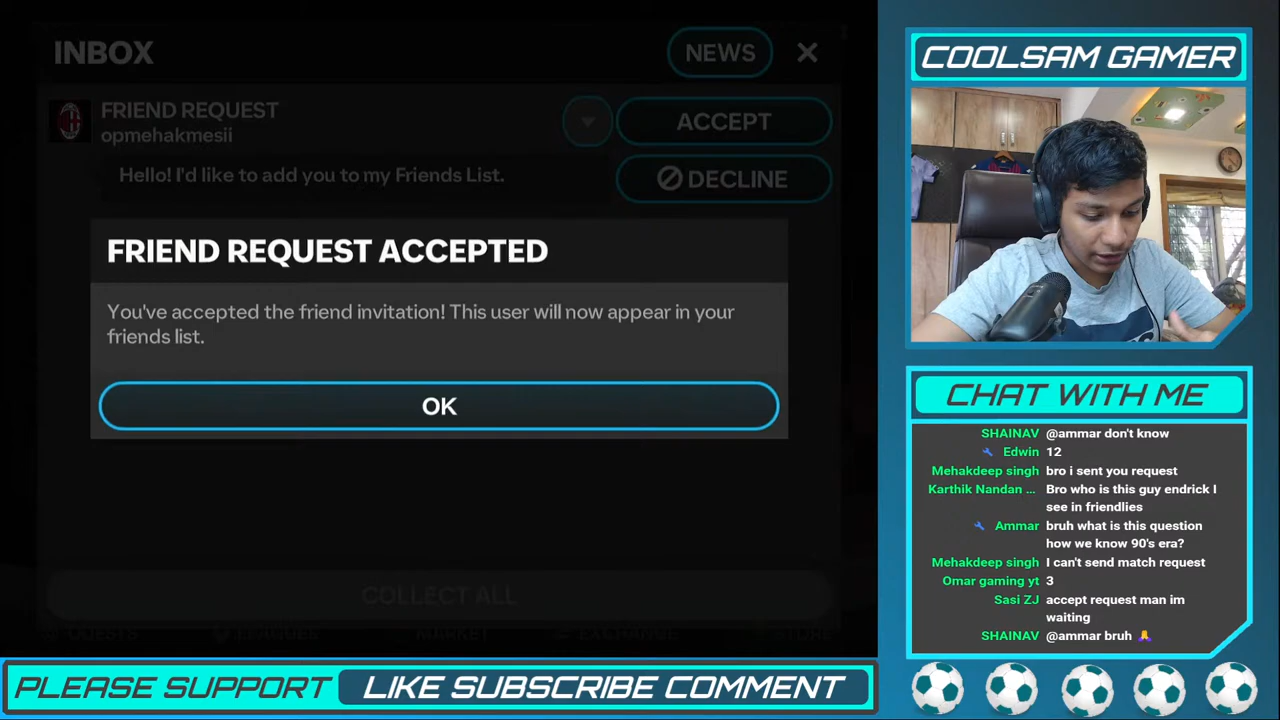 INBOX
NEWS
FRIEND REQUEST
opmehakmesii
ACCEPT
Hello! I'd like to add you to my Friends List.
DECLINE
FRIEND REQUEST ACCEPTED
You've accepted the friend invitation! This user will now appear in your
friends list.
OK
COLLECT ALL
QUESTS
LEAGUES
MARKET
EXCHANGE
STORE
PLEASE SUPPORT
LIKE SUBSCRIBE COMMENT
COOLSAM GAMER
CHAT WITH ME
SHAINAV @ammar don't know
Edwin 12
Mehakdeep singh bro i sent you request
Karthik Nandan ... Bro who is this guy endrick I
see in friendlies
Ammar bruh what is this question
how we know 90's era?
Mehakdeep singh I can't send match request
Omar gaming yt 3
Sasi ZJ accept request man im
waiting
SHAINAV @ammar bruh